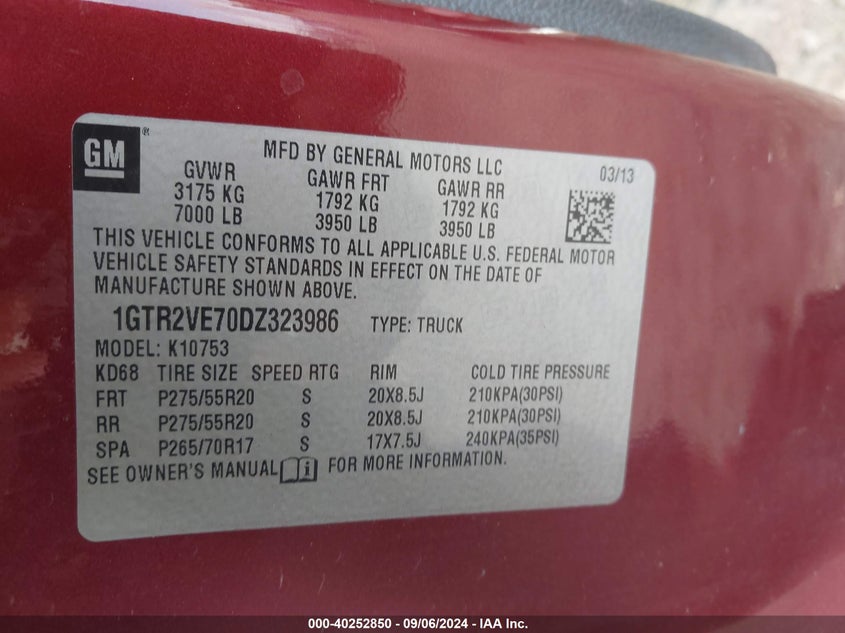 GM®
MFD BY GENERAL MOTORS LLC
03/13
GVWR GAWR FRT GAWR RR
3175 KG 1792 KG 1792 KG
7000 LB 3950 LB 3950 LB
THIS VEHICLE CONFORMS TO ALL APPLICABLE U.S. FEDERAL MOTOR
VEHICLE SAFETY STANDARDS IN EFFECT ON THE DATE OF
MANUFACTURE SHOWN ABOVE.
1GTR2VE70DZ323986 TYPE: TRUCK
MODEL: K10753
KD68 TIRE SIZE SPEED RTG RIM COLD TIRE PRESSURE
FRT P275/55R20 S 20X8.5J 210KPA(30PSI)
RR P275/55R20 S 20X8.5J 210KPA(30PSI)
SPA P265/70R17 S 17X7.5J 240KPA(35PSI)
SEE OWNER'S MANUAL i FOR MORE INFORMATION.
000-40252850 - 09/06/2024 - IAA Inc.